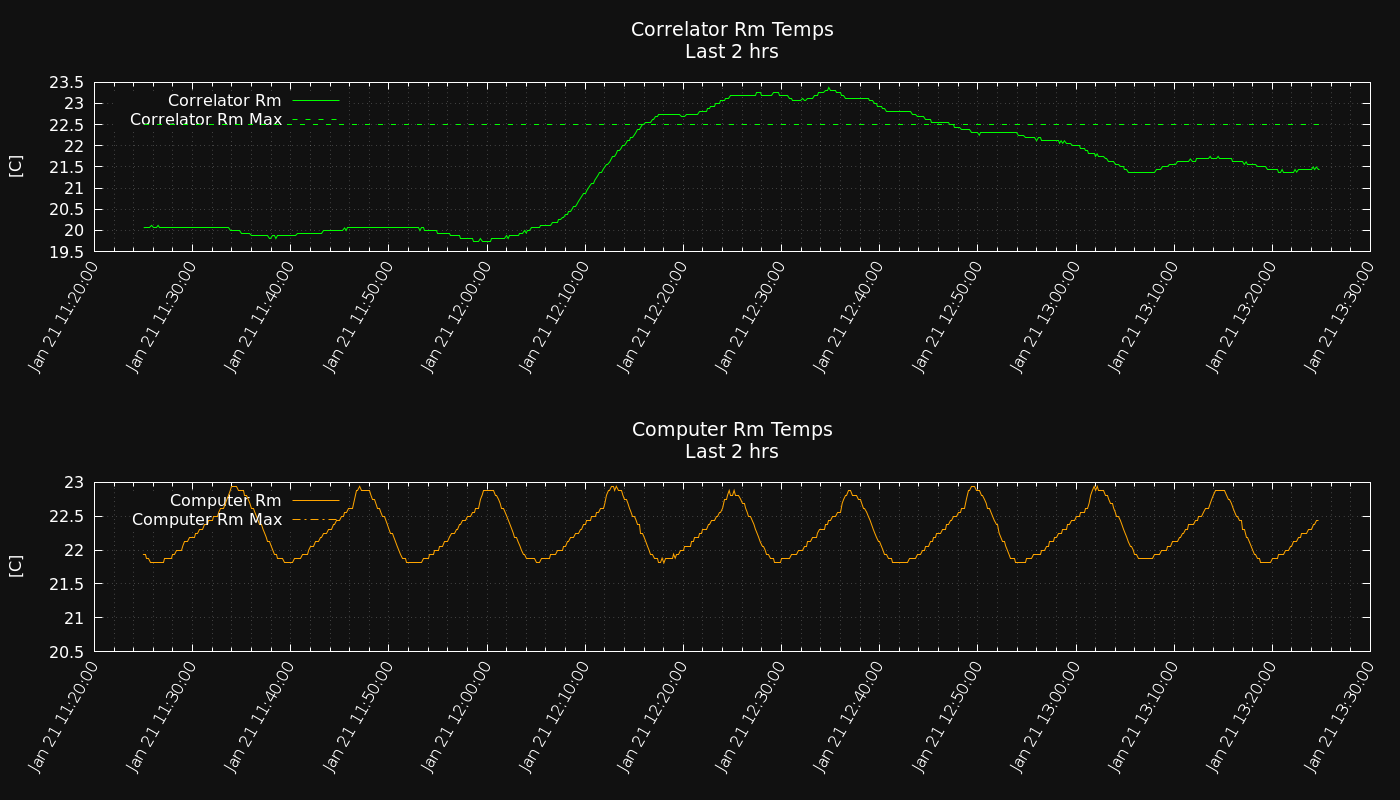 Correlator Rm Temps
Last 2 hrs
23.5
23
22.5
22
21.5
21
20.5
20
19.5
[C]
Correlator Rm
Correlator Rm Max
Jan 21 11:20:00
Jan 21 11:30:00
Jan 21 11:40:00
Jan 21 11:50:00
Jan 21 12:00:00
Jan 21 12:10:00
Jan 21 12:20:00
Jan 21 12:30:00
Jan 21 12:40:00
Jan 21 12:50:00
Jan 21 13:00:00
Jan 21 13:10:00
Jan 21 13:20:00
Jan 21 13:30:00
Computer Rm Temps
Last 2 hrs
23
22.5
22
21.5
21
20.5
[C]
Computer Rm
Computer Rm Max
Jan 21 11:20:00
Jan 21 11:30:00
Jan 21 11:40:00
Jan 21 11:50:00
Jan 21 12:00:00
Jan 21 12:10:00
Jan 21 12:20:00
Jan 21 12:30:00
Jan 21 12:40:00
Jan 21 12:50:00
Jan 21 13:00:00
Jan 21 13:10:00
Jan 21 13:20:00
Jan 21 13:30:00